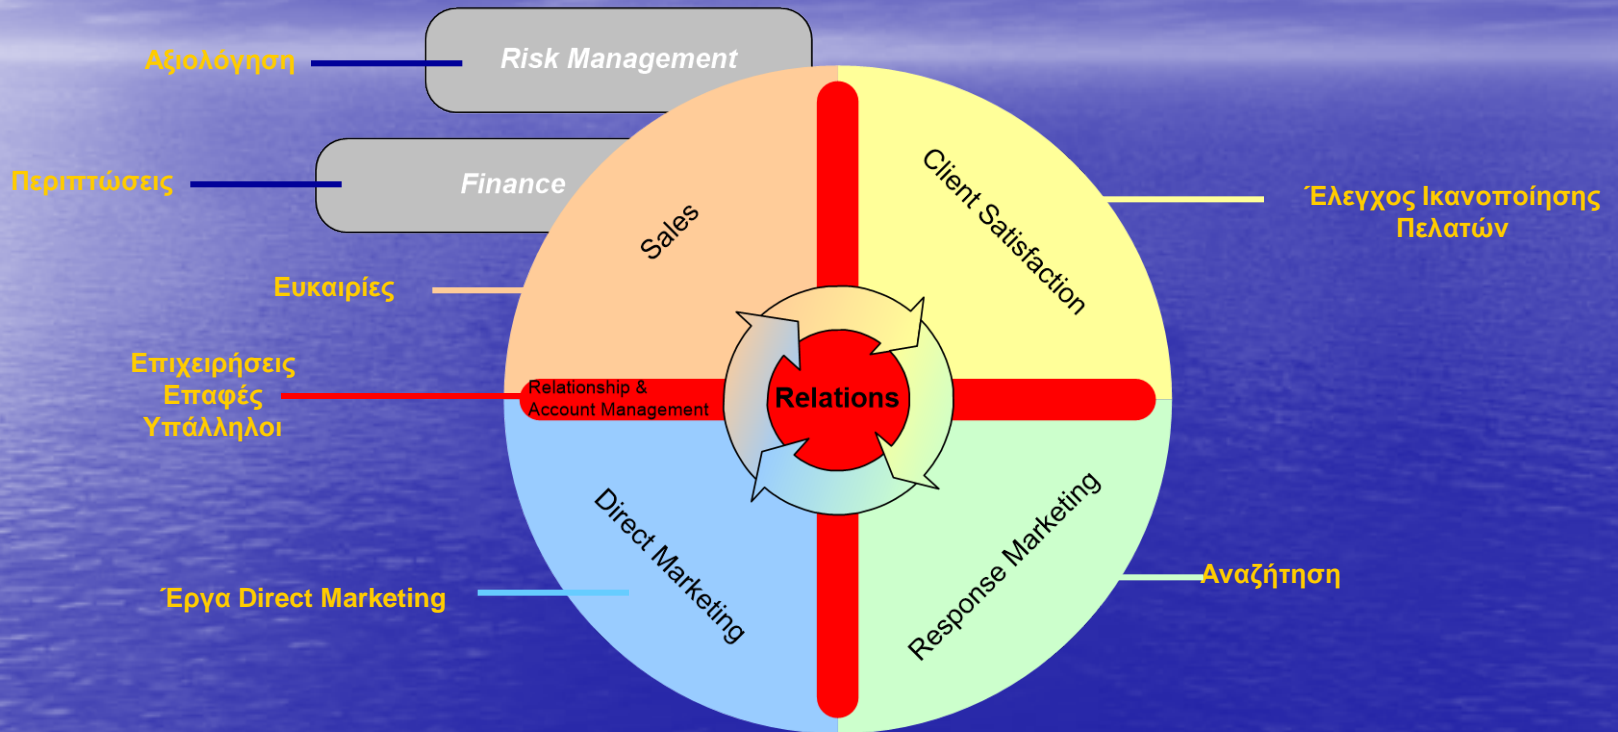 Αξιολόγηση
Risk Management
Περιπτώσεις
Finance
Sales
Client Satisfaction
Έλεγχος Ικανοποίησης
Πελατών
Ευκαιρίες
Επιχειρήσεις
Επαφές
Υπάλληλοι
Relationship &
Account Management
Relations
Direct Marketing
Response Marketing
Έργα Direct Marketing
Αναζήτηση